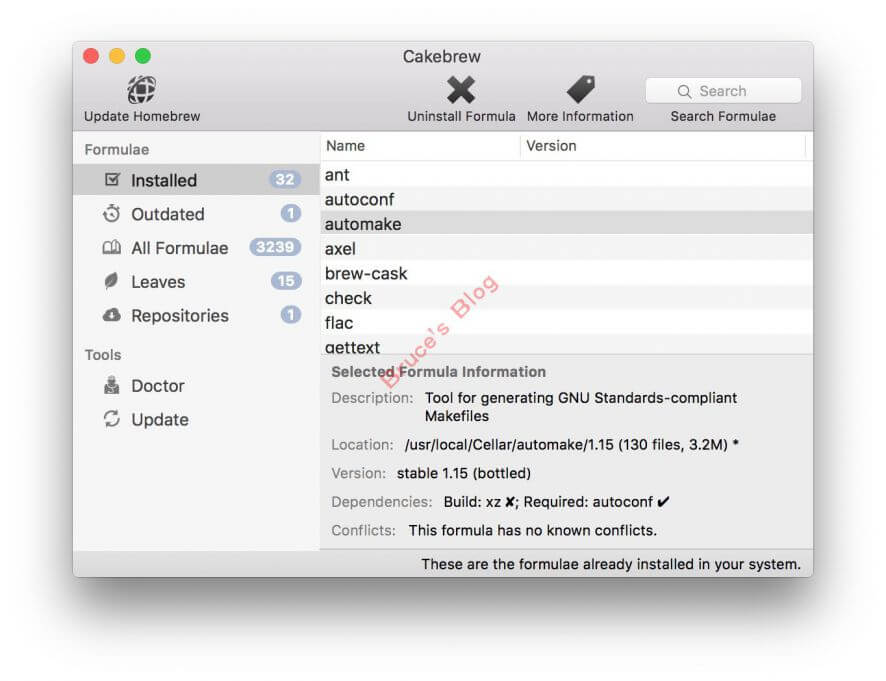 Cakebrew
Update Homebrew
Uninstall Formula
More Information
Search
Search Formulae
Formulae
Installed 32
Outdated 1
All Formulae 3239
Leaves 15
Repositories 1
Tools
Doctor
Update
Name Version
ant
autoconf
automake
axel
brew-cask
check
flac
gettext
Bruce's Blog
Selected Formula Information
Description: Tool for generating GNU Standards-compliant
Makefiles
Location: /usr/local/Cellar/automake/1.15 (130 files, 3.2M) *
Version: stable 1.15 (bottled)
Dependencies: Build: xz ✘; Required: autoconf ✔
Conflicts: This formula has no known conflicts.
These are the formulae already installed in your system.